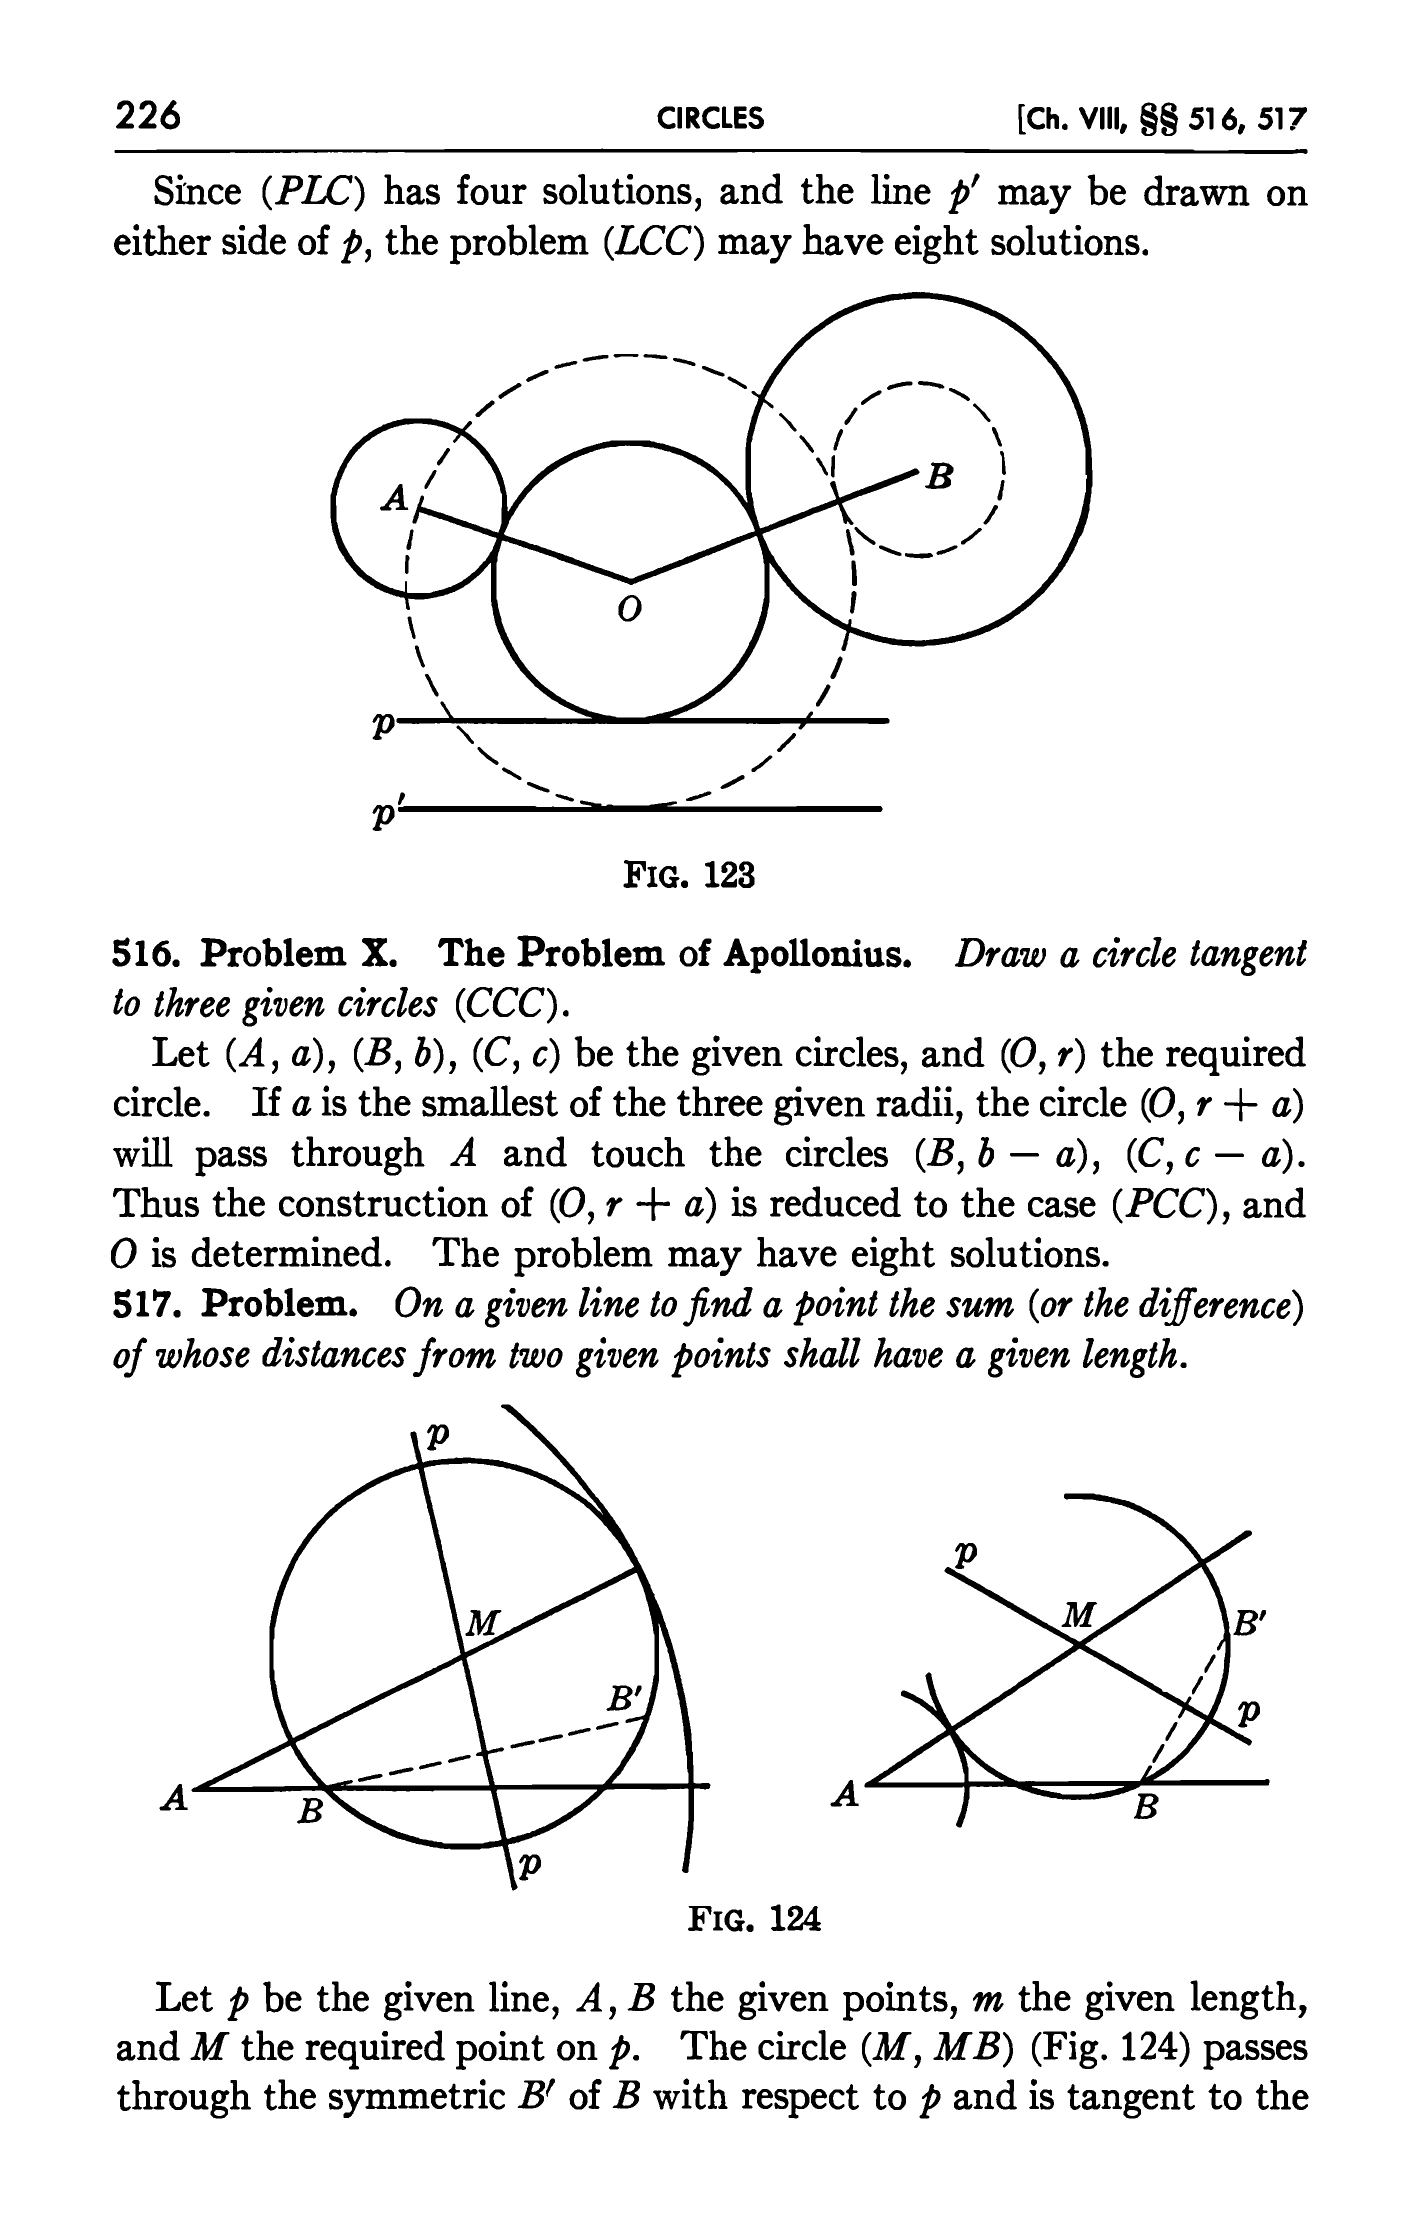 226 CIRCLES [Ch. VIII, §§ 516, 517
Since (PLC) has four solutions, and the line p′ may be drawn on
either side of p, the problem (LCC) may have eight solutions.
A
B
O
p
p′
FIG. 123
516. Problem X. The Problem of Apollonius. Draw a circle tangent
to three given circles (CCC).
Let (A, a), (B, b), (C, c) be the given circles, and (O, r) the required
circle. If a is the smallest of the three given radii, the circle (O, r + a)
will pass through A and touch the circles (B, b − a), (C, c − a).
Thus the construction of (O, r + a) is reduced to the case (PCC), and
O is determined. The problem may have eight solutions.
517. Problem. On a given line to find a point the sum (or the difference)
of whose distances from two given points shall have a given length.
p
M
B′
A
B
p
p
M
B′
p
A
B
FIG. 124
Let p be the given line, A, B the given points, m the given length,
and M the required point on p. The circle (M, MB) (Fig. 124) passes
through the symmetric B′ of B with respect to p and is tangent to the